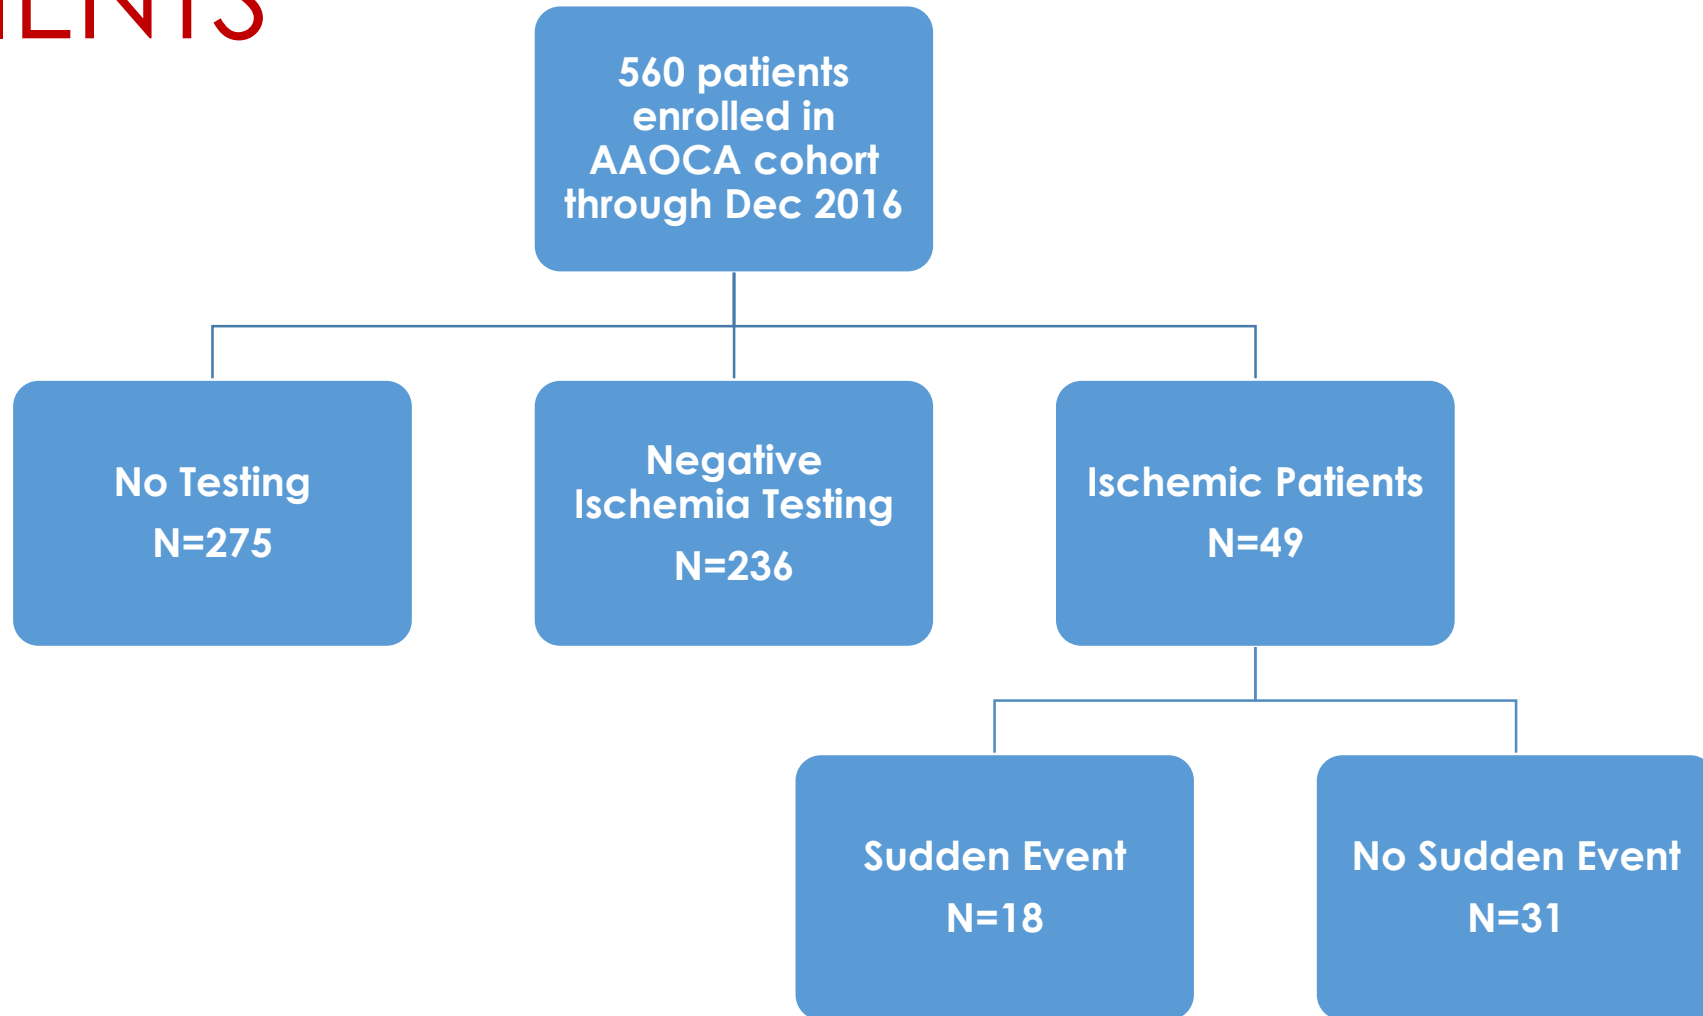 560 patients
enrolled in
AAOCA cohort
through Dec 2016
No Testing
N=275
Negative
Ischemia Testing
N=236
Ischemic Patients
N=49
Sudden Event
N=18
No Sudden Event
N=31